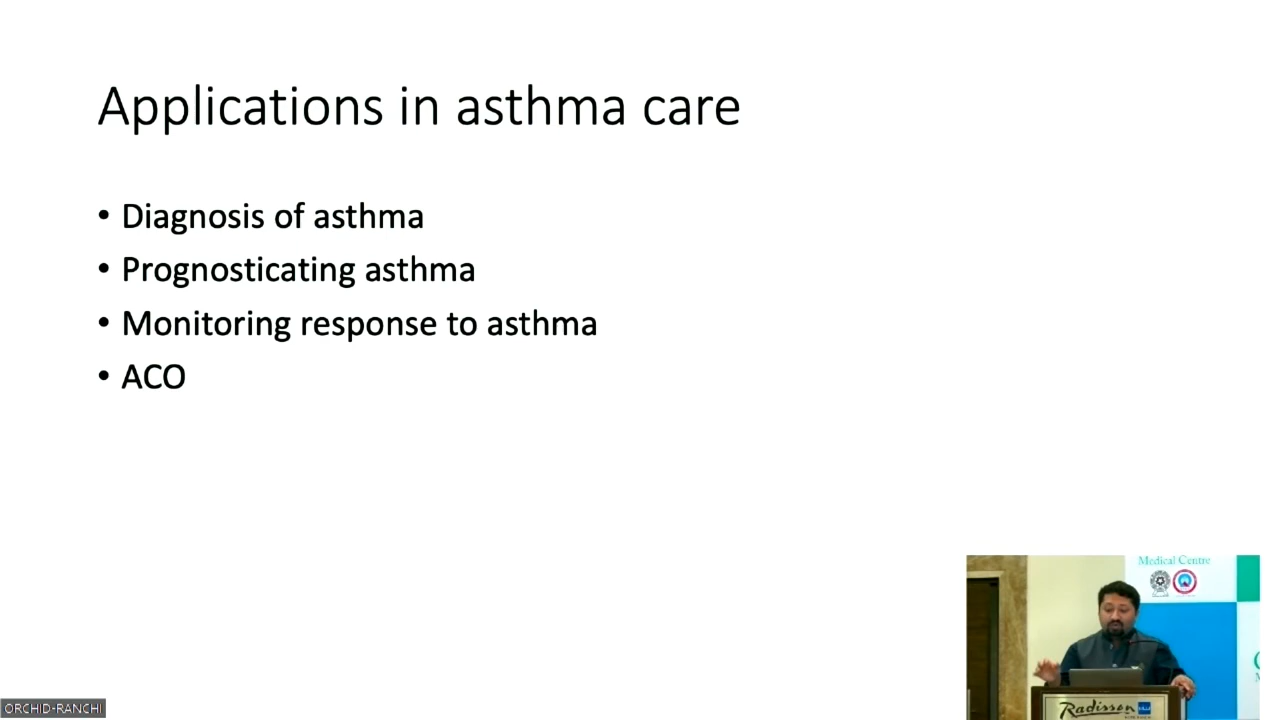 Applications in asthma care
• Diagnosis of asthma
• Prognosticating asthma
• Monitoring response to asthma
• ACO
Medical Centre
Radisson
BLU
ORCHID-RANCHI